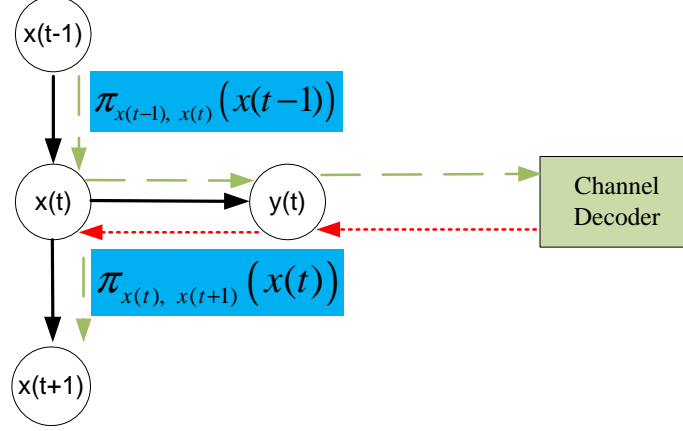 x(t-1)
π_{x(t-1), x(t)}(x(t-1))
x(t)
y(t)
Channel
Decoder
π_{x(t), x(t+1)}(x(t))
x(t+1)